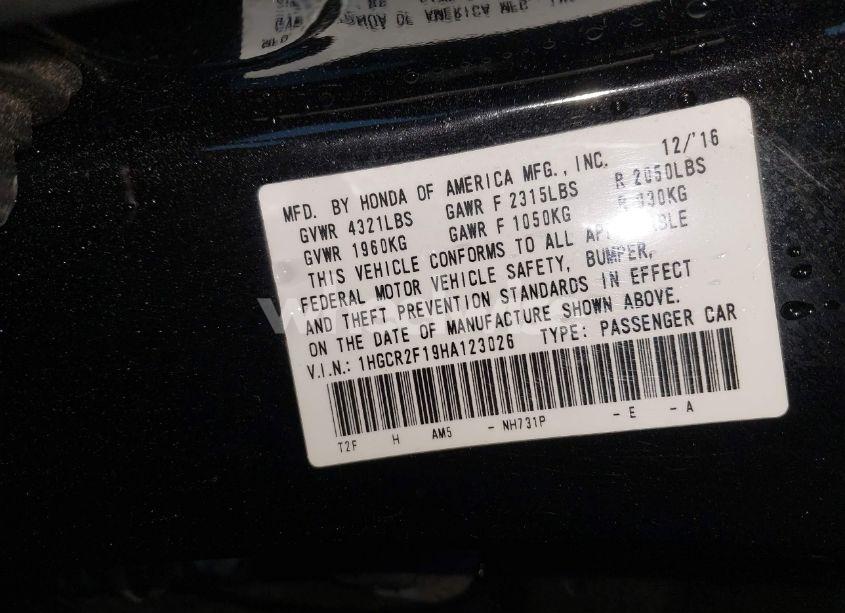 MFD. BY HONDA OF AMERICA MFG., INC. 12/'16
GVWR 4321LBS GAWR F 2315LBS R 2050LBS
GVWR 1960KG GAWR F 1050KG R 930KG
THIS VEHICLE CONFORMS TO ALL APPLICABLE
FEDERAL MOTOR VEHICLE SAFETY, BUMPER,
AND THEFT PREVENTION STANDARDS IN EFFECT
ON THE DATE OF MANUFACTURE SHOWN ABOVE.
V.I.N.: 1HGCR2F19HA123026 TYPE: PASSENGER CAR
T2F H AM5 - NH731P - E - A